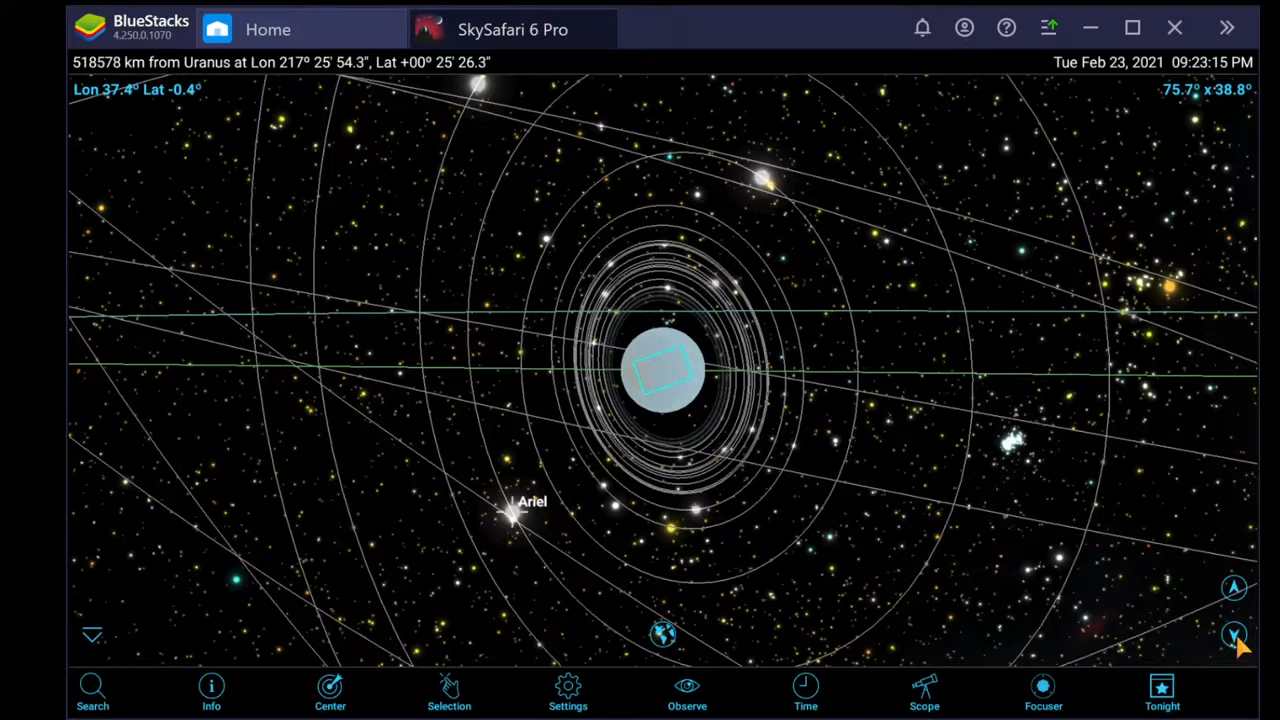 BlueStacks
4.250.0.1070
Home
SkySafari 6 Pro
518578 km from Uranus at Lon 217° 25' 54.3", Lat +00° 25' 26.3"
Tue Feb 23, 2021 09:23:15 PM
Lon 37.4° Lat -0.4°
75.7° x 38.8°
Ariel
Search
Info
Center
Selection
Settings
Observe
Time
Scope
Focuser
Tonight